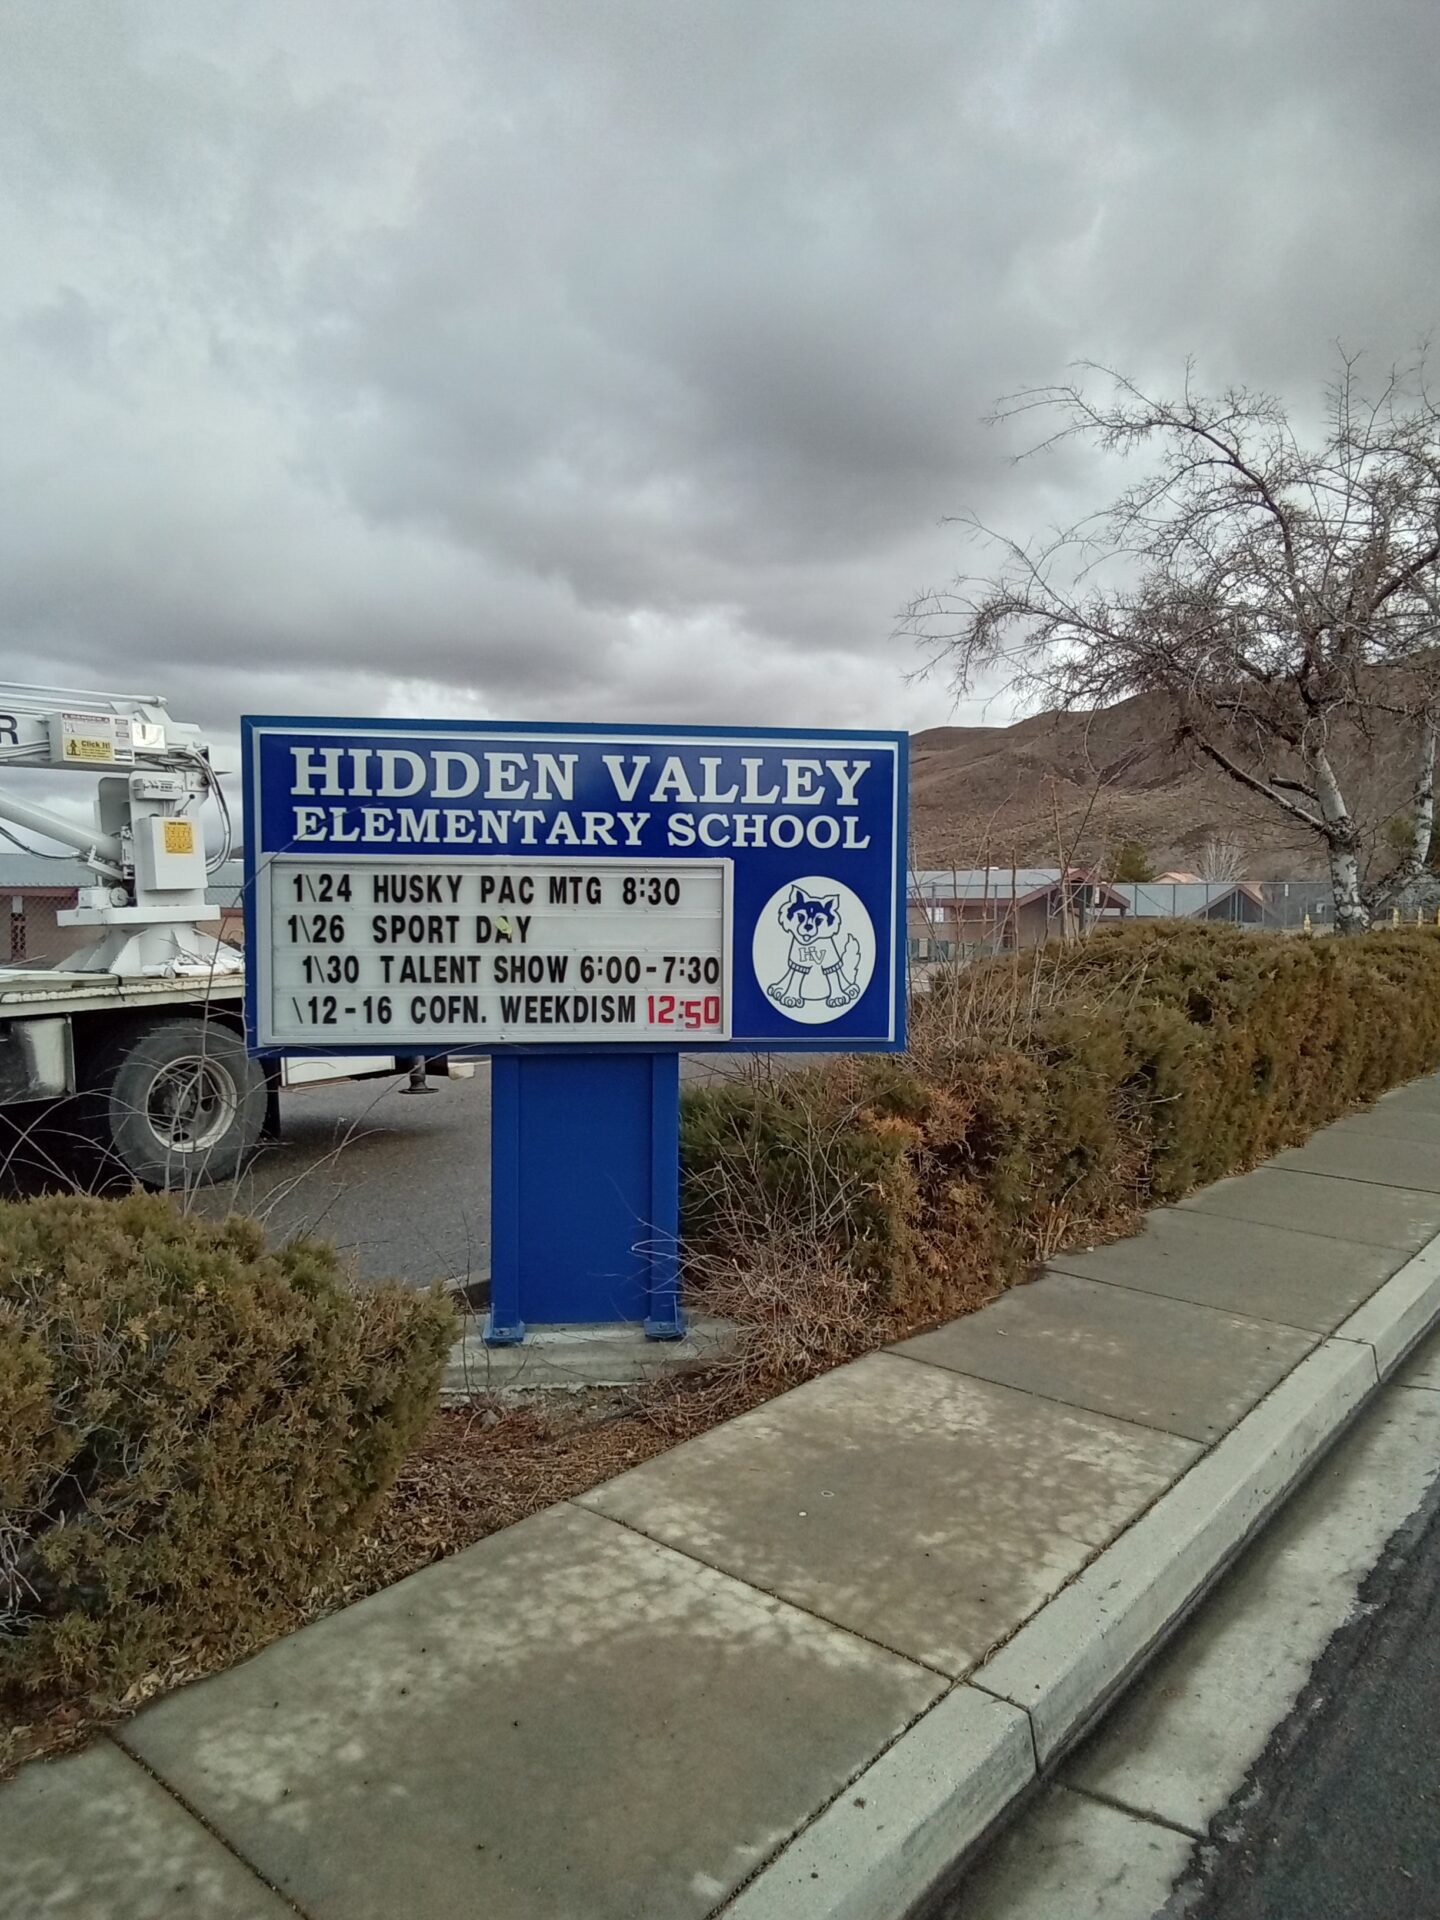 HIDDEN VALLEY
ELEMENTARY SCHOOL
1\24 HUSKY PAC MTG 8:30
1\26 SPORT DAY
1\30 TALENT SHOW 6:00-7:30
\12-16 COFN. WEEKDISM 12:50
HV
R
Click It!